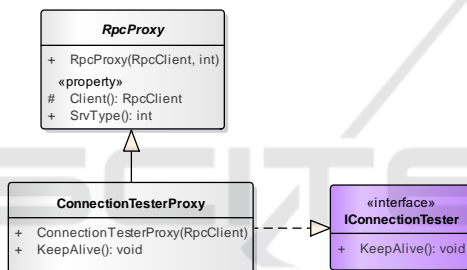 RpcProxy
+ RpcProxy(RpcClient, int)
«property»
# Client(): RpcClient
+ SrvType(): int
ConnectionTesterProxy
+ ConnectionTesterProxy(RpcClient)
+ KeepAlive(): void
«interface»
IConnectionTester
+ KeepAlive(): void